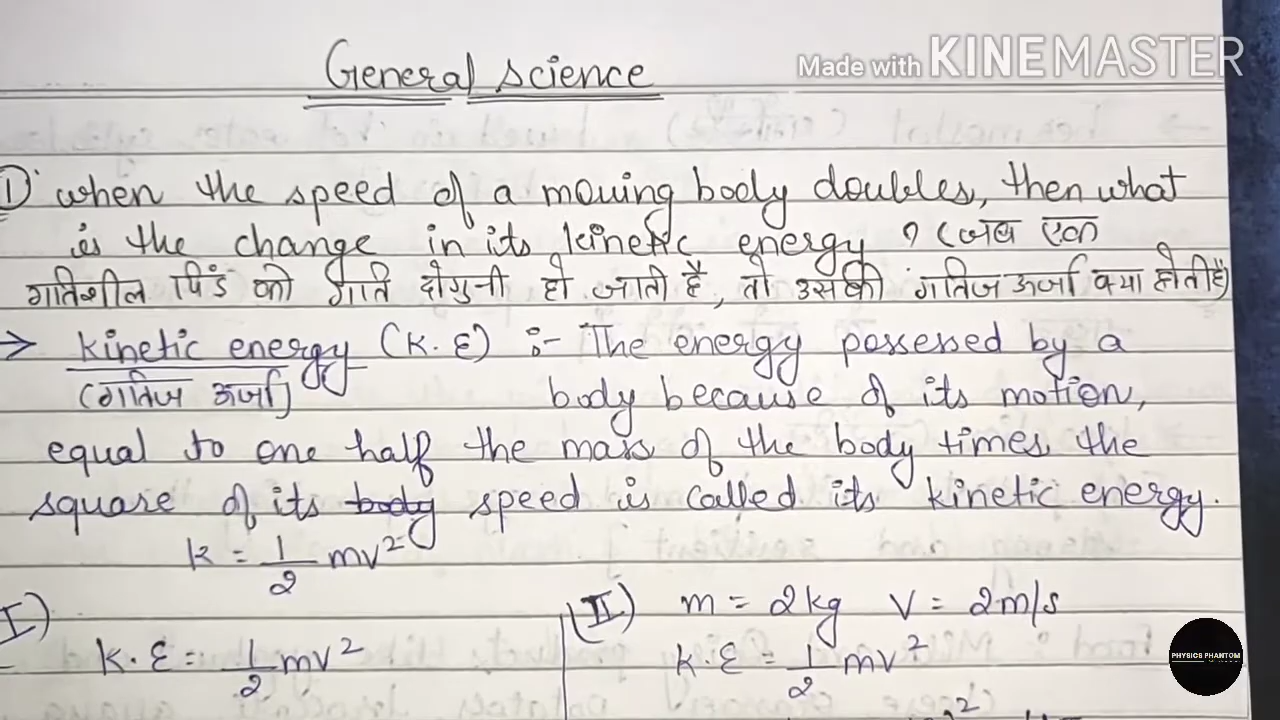 Made with KINEMASTER
General science
① when the speed of a moving body doubles, then what
is the change in its kinetic energy ? (जब एक
गतिशील पिंड की गति दोगुनी हो जाती है, तो उसकी गतिज ऊर्जा क्या होती है)
→ Kinetic energy (K.E) :- The energy possessed by a
(गतिज ऊर्जा) body because of its motion,
equal to one half the mass of the body times the
square of its body speed is called its kinetic energy.
K = 1/2 mv²
I) (II) m = 2kg v = 2m/s
K.E = 1/2 mv² K.E = 1/2 mv²
PHYSICS PHANTOM